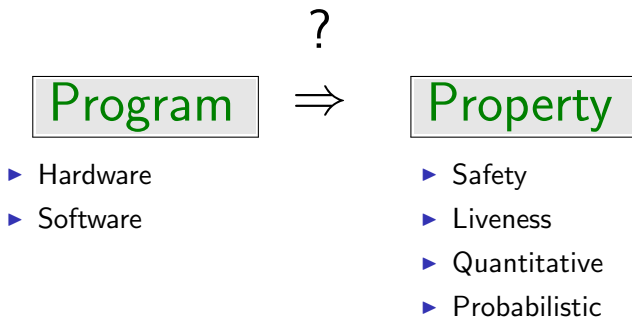 ?
Program ⇒ Property
▶ Hardware
▶ Software
▶ Safety
▶ Liveness
▶ Quantitative
▶ Probabilistic